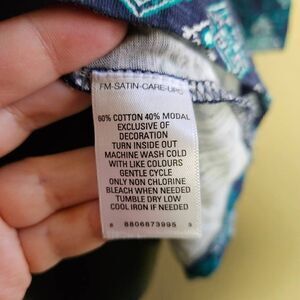 FM-SATIN-CARE-UPS
60% COTTON 40% MODAL
EXCLUSIVE OF
DECORATION
TURN INSIDE OUT
MACHINE WASH COLD
WITH LIKE COLOURS
GENTLE CYCLE
ONLY NON CHLORINE
BLEACH WHEN NEEDED
TUMBLE DRY LOW
COOL IRON IF NEEDED
8806873995